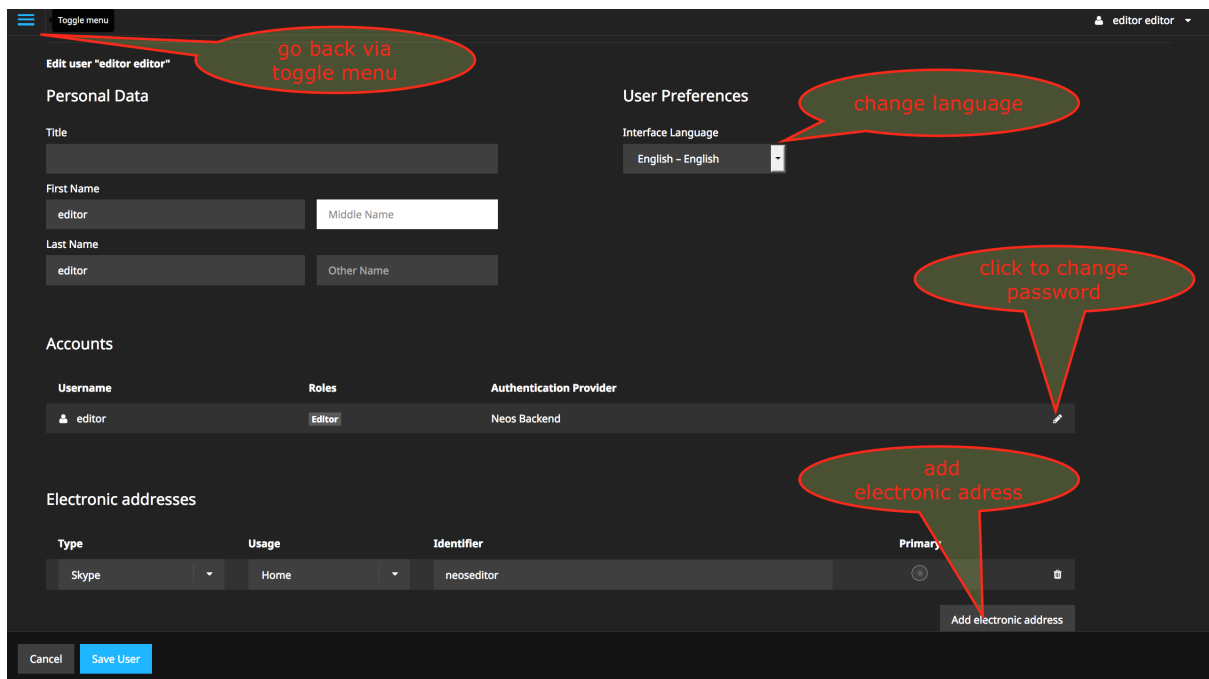 Toggle menu
editor editor
go back via
toggle menu
Edit user "editor editor"
Personal Data
User Preferences
change language
Title
Interface Language
English – English
First Name
editor
Middle Name
Last Name
editor
Other Name
click to change
password
Accounts
Username
Roles
Authentication Provider
editor
Editor
Neos Backend
add
electronic adress
Electronic addresses
Type
Usage
Identifier
Primary
Skype
Home
neoseditor
Add electronic address
Cancel
Save User